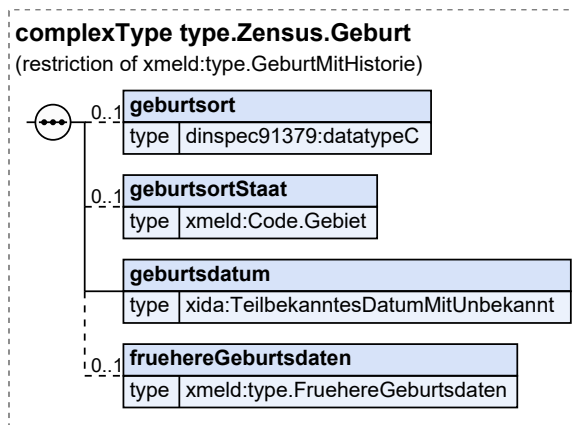 complexType type.Zensus.Geburt
(restriction of xmeld:type.GeburtMitHistorie)
0..1 geburtsort
type dinspec91379:datatypeC
0..1 geburtsortStaat
type xmeld:Code.Gebiet
geburtsdatum
type xida:TeilbekanntesDatumMitUnbekannt
0..1 fruehereGeburtsdaten
type xmeld:type.FruehereGeburtsdaten